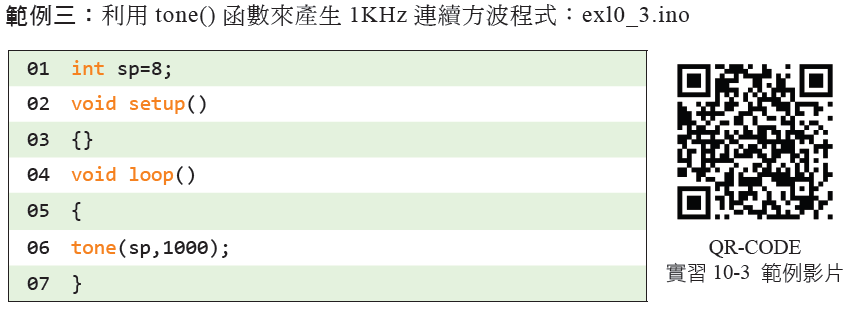 範例三：利用 tone() 函數來產生 1KHz 連續方波程式：exl0_3.ino
01 int sp=8;
02 void setup()
03 {}
04 void loop()
05 {
06 tone(sp,1000);
07 }
QR-CODE
實習 10-3 範例影片